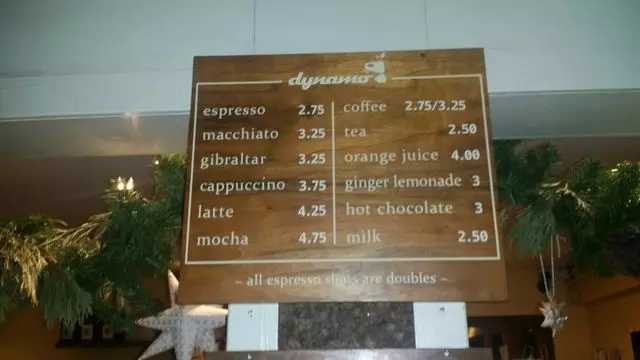 dynamo
espresso 2.75
macchiato 3.25
gibraltar 3.25
cappuccino 3.75
latte 4.25
mocha 4.75
coffee 2.75/3.25
tea 2.50
orange juice 4.00
ginger lemonade 3
hot chocolate 3
milk 2.50
– all espresso shots are doubles –